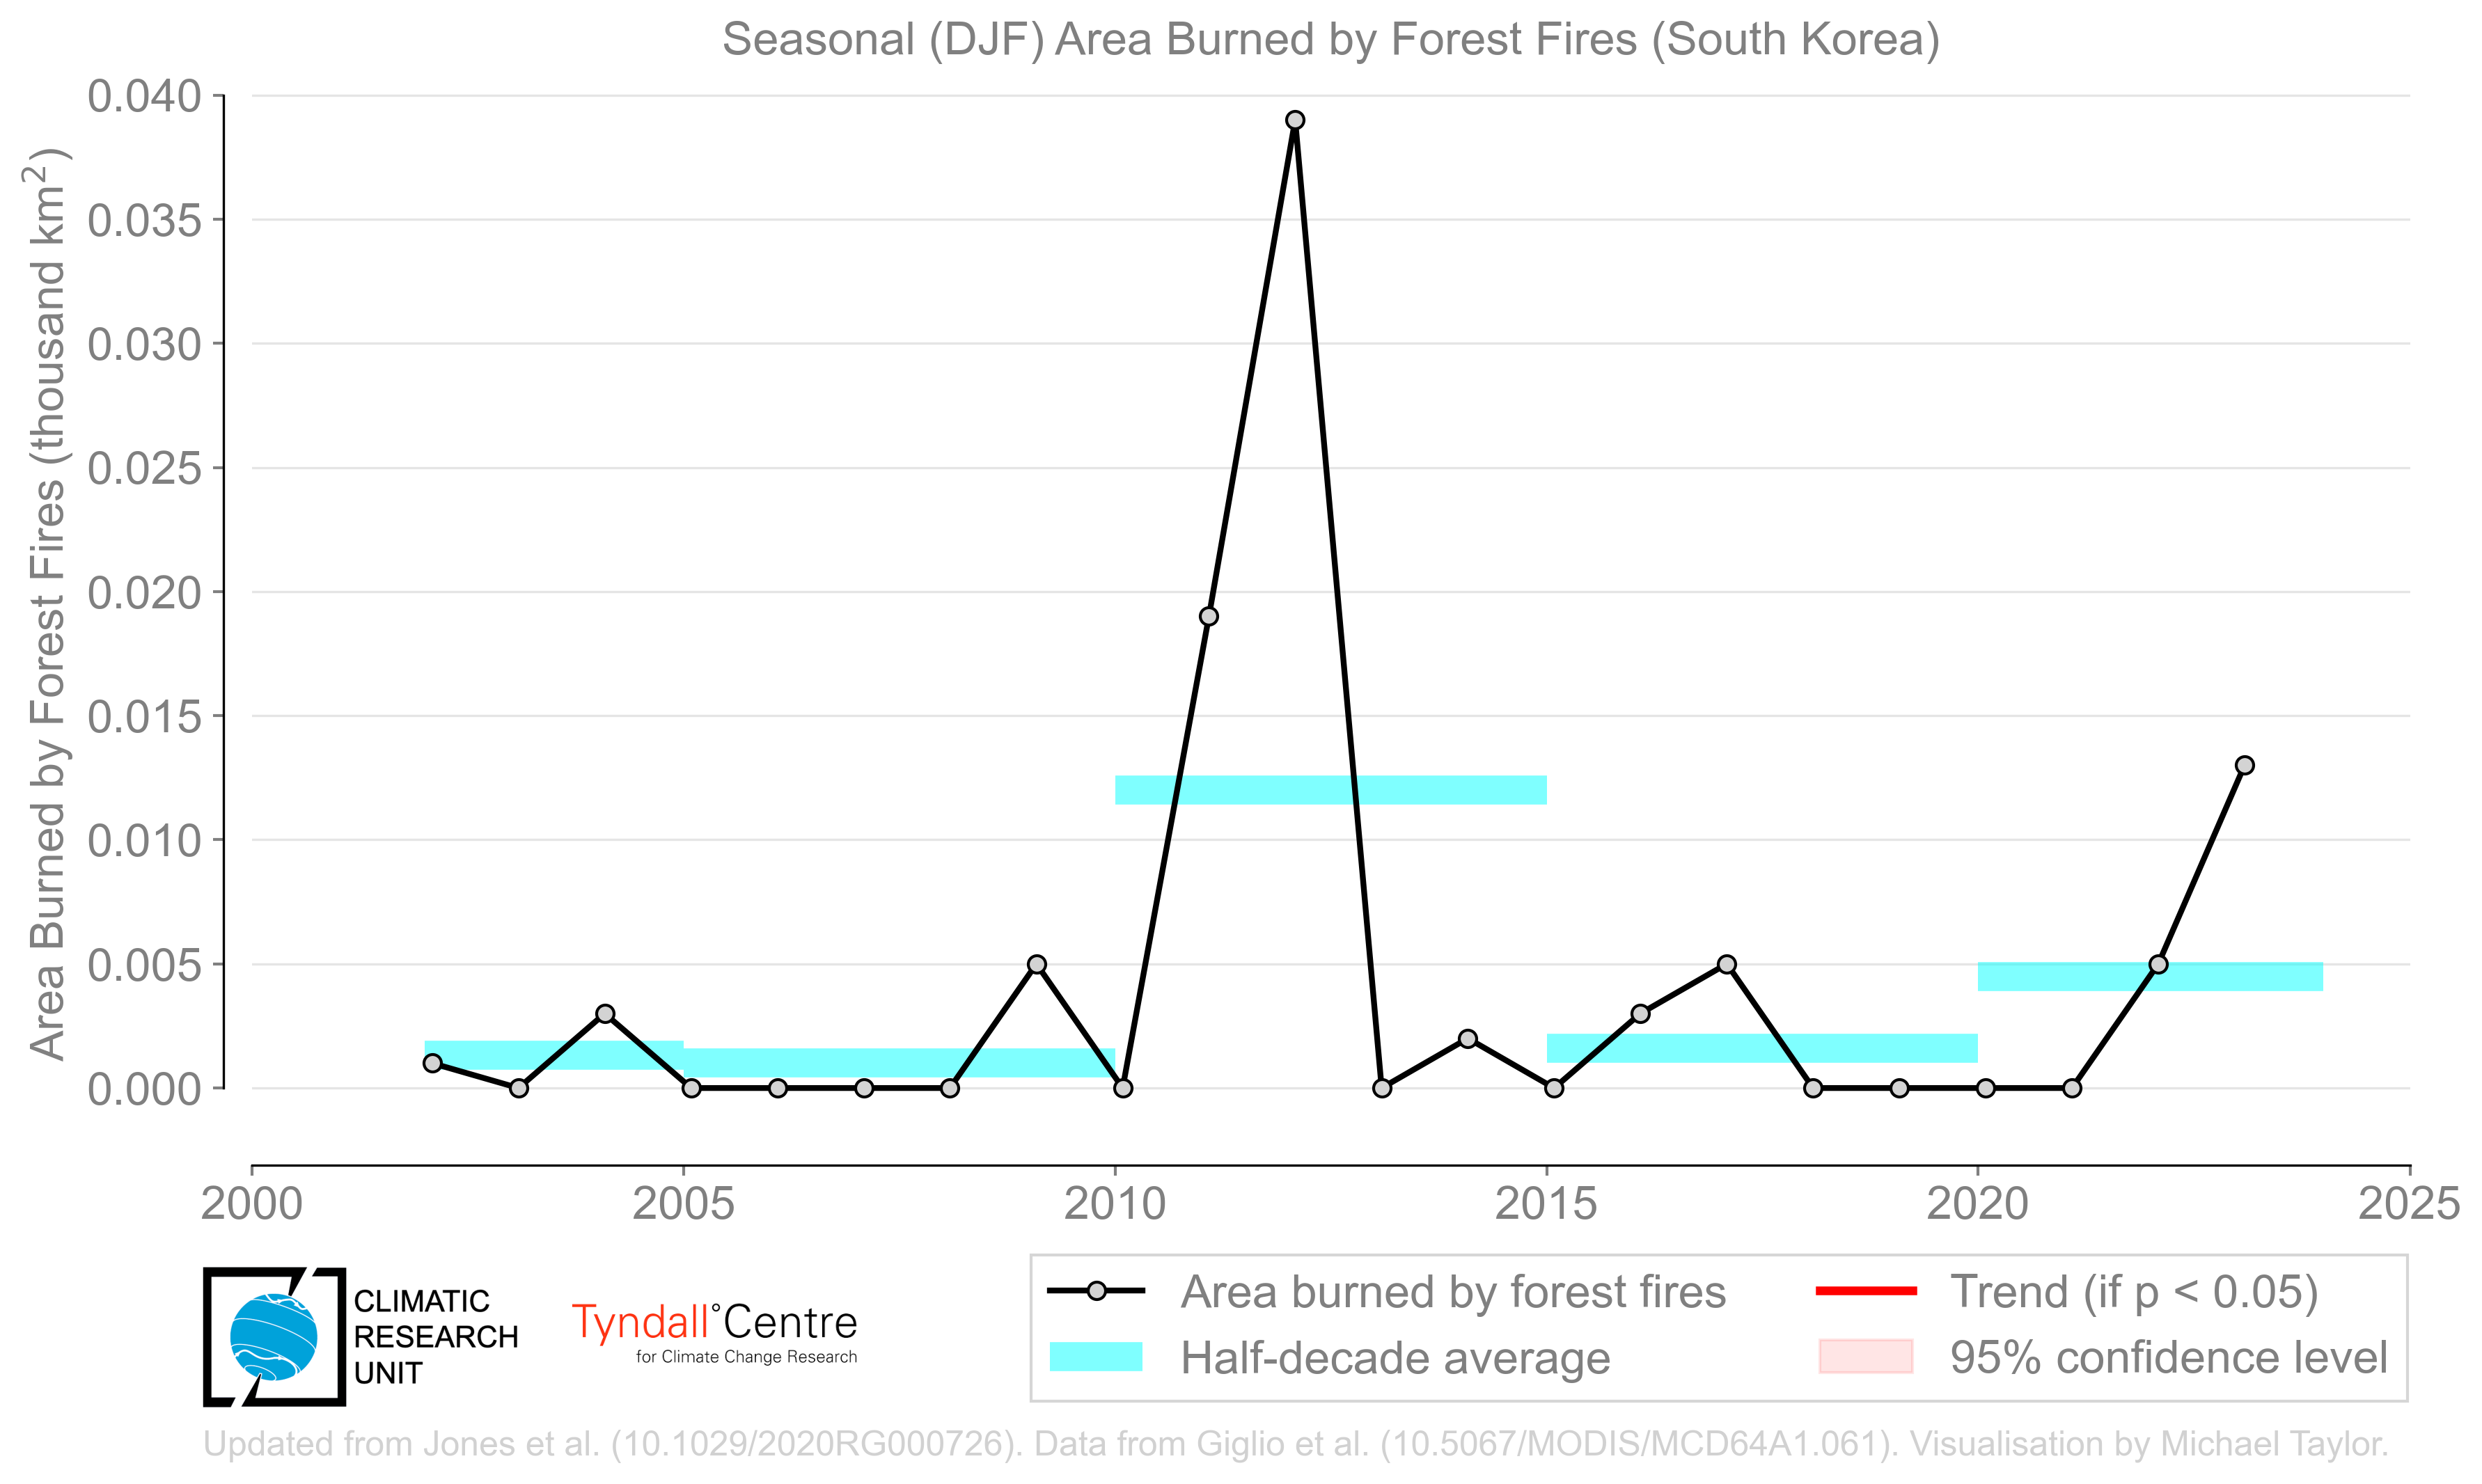 Seasonal (DJF) Area Burned by Forest Fires (South Korea)
Area Burned by Forest Fires (thousand km²)
0.040
0.035
0.030
0.025
0.020
0.015
0.010
0.005
0.000
2000 2005 2010 2015 2020 2025
CLIMATIC
RESEARCH
UNIT
Tyndall°Centre
for Climate Change Research
Area burned by forest fires
Half-decade average
Trend (if p < 0.05)
95% confidence level
Updated from Jones et al. (10.1029/2020RG000726). Data from Giglio et al. (10.5067/MODIS/MCD64A1.061). Visualisation by Michael Taylor.